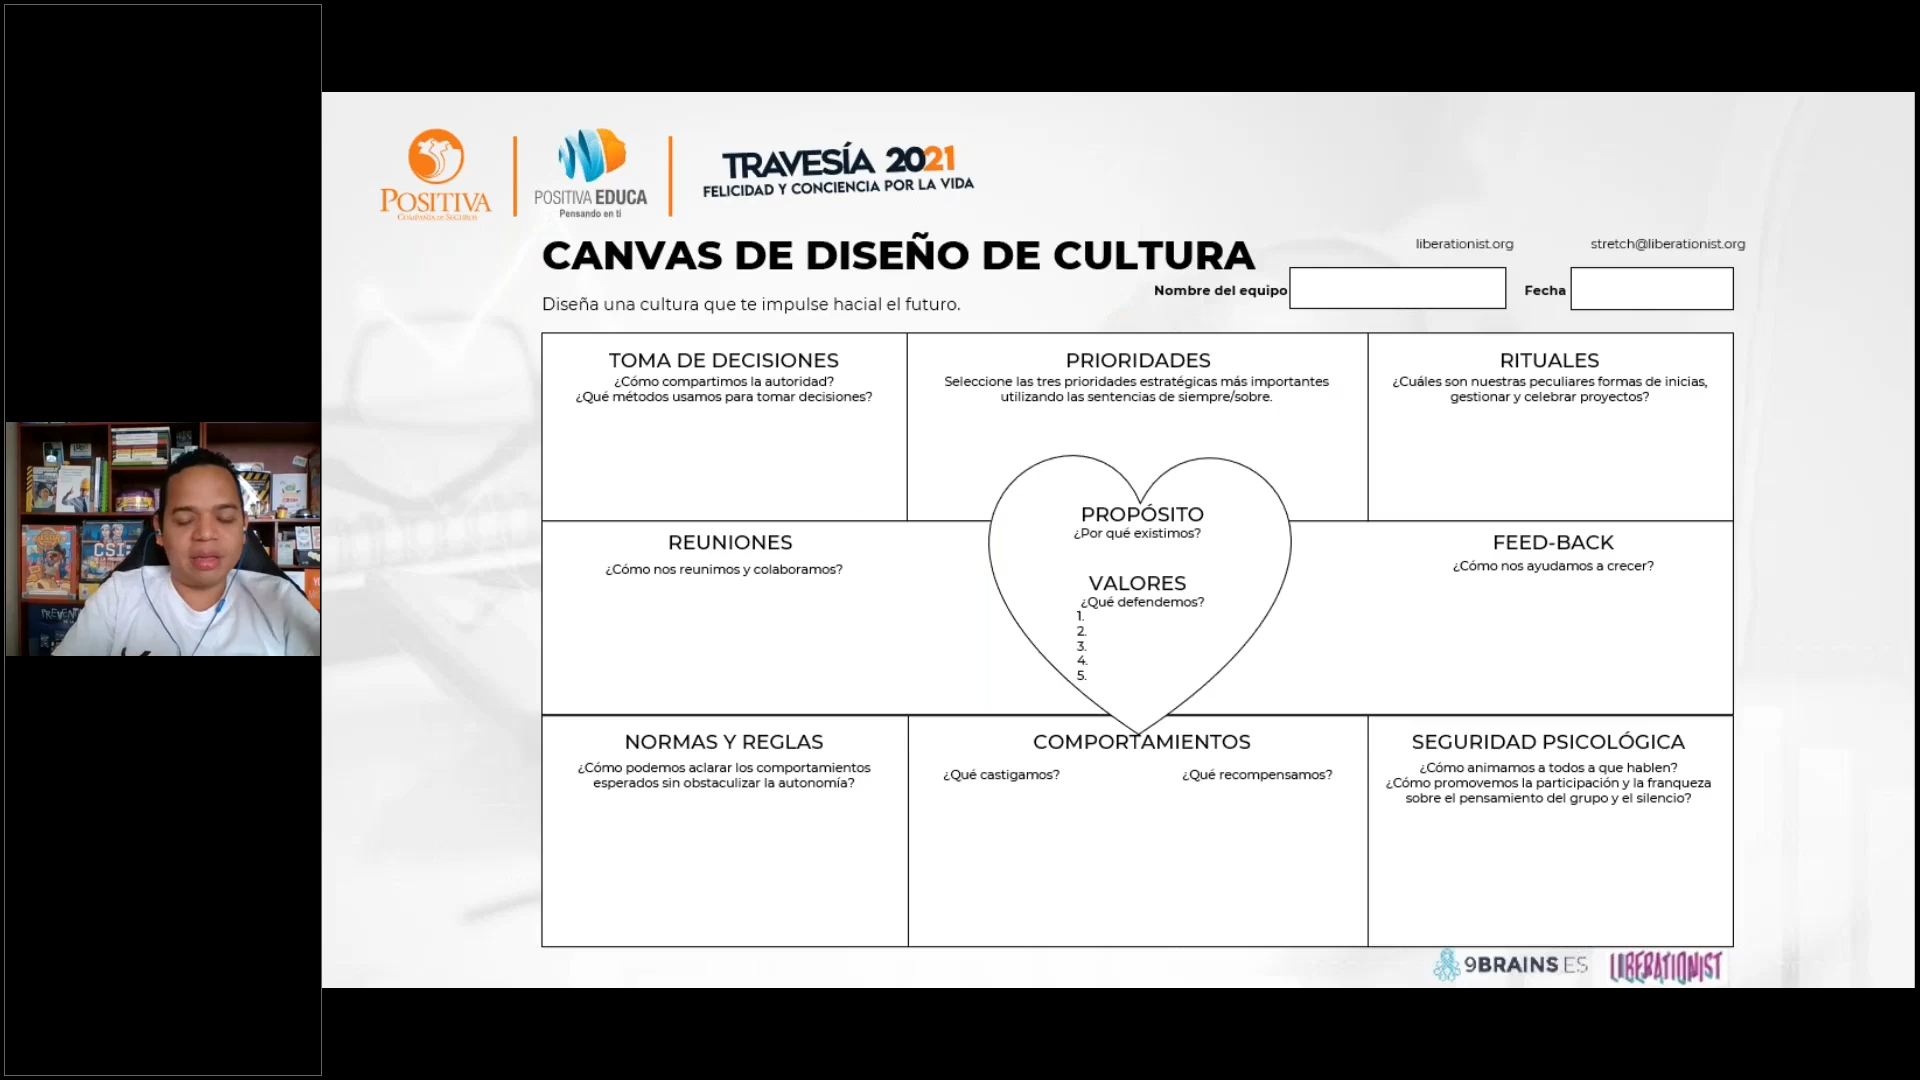 POSITIVA
COMPAÑÍA DE SEGUROS
POSITIVA EDUCA
Pensando en ti
TRAVESÍA 2021
FELICIDAD Y CONCIENCIA POR LA VIDA
CANVAS DE DISEÑO DE CULTURA
liberationist.org
stretch@liberationist.org
Nombre del equipo
Fecha
Diseña una cultura que te impulse hacial el futuro.
TOMA DE DECISIONES
¿Cómo compartimos la autoridad?
¿Qué métodos usamos para tomar decisiones?
PRIORIDADES
Seleccione las tres prioridades estratégicas más importantes
utilizando las sentencias de siempre/sobre.
RITUALES
¿Cuáles son nuestras peculiares formas de inicias,
gestionar y celebrar proyectos?
REUNIONES
¿Cómo nos reunimos y colaboramos?
PROPÓSITO
¿Por qué existimos?
VALORES
¿Qué defendemos?
1.
2.
3.
4.
5.
FEED-BACK
¿Cómo nos ayudamos a crecer?
NORMAS Y REGLAS
¿Cómo podemos aclarar los comportamientos
esperados sin obstaculizar la autonomía?
COMPORTAMIENTOS
¿Qué castigamos?
¿Qué recompensamos?
SEGURIDAD PSICOLÓGICA
¿Cómo animamos a todos a que hablen?
¿Cómo promovemos la participación y la franqueza
sobre el pensamiento del grupo y el silencio?
9BRAINS ES
LIBERATIONIST
CSI: